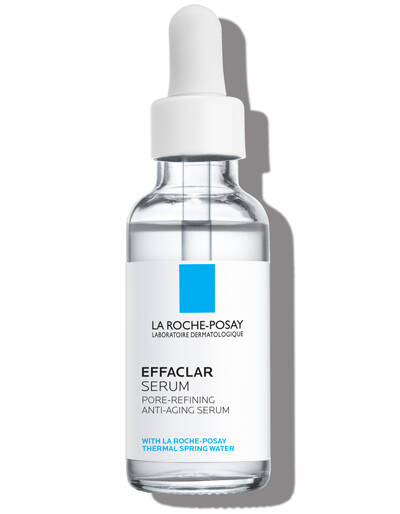 LA ROCHE-POSAY
LABORATOIRE DERMATOLOGIQUE
EFFACLAR
SERUM
PORE-REFINING
ANTI-AGING SERUM
WITH LA ROCHE-POSAY
THERMAL SPRING WATER